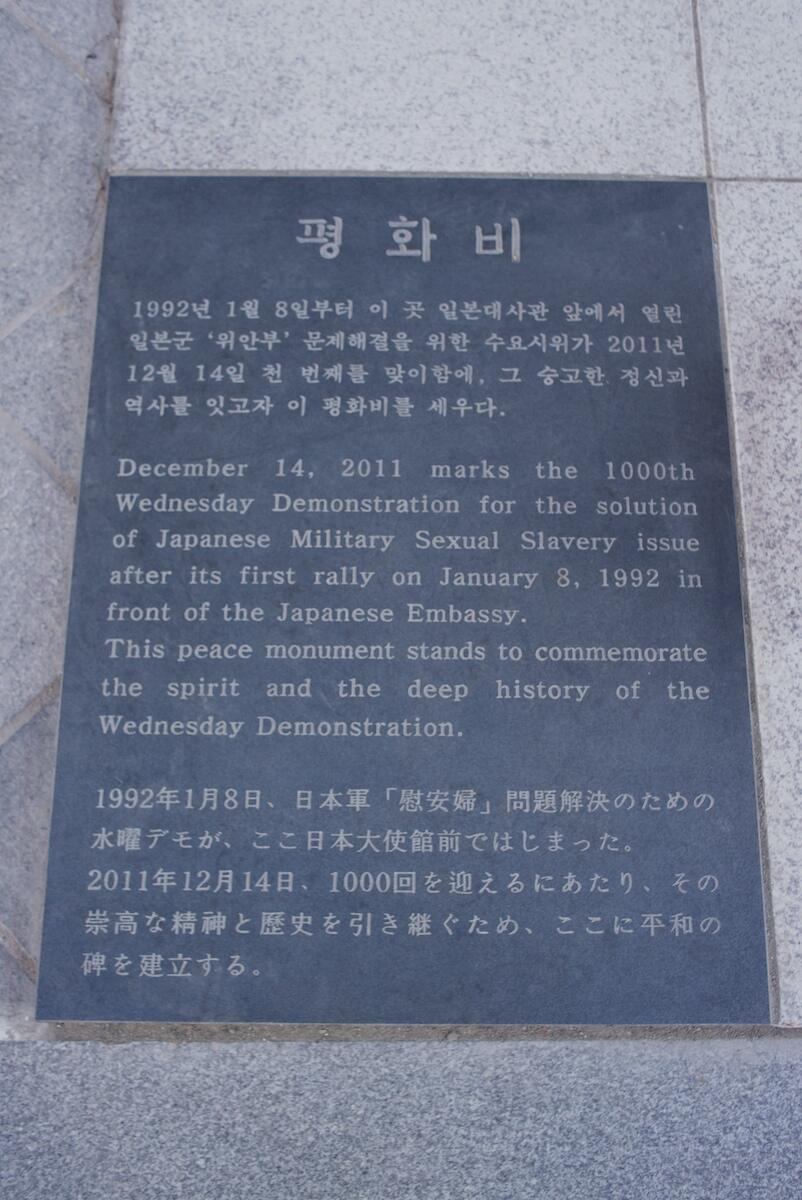 평 화 비
1992년 1월 8일부터 이 곳 일본대사관 앞에서 열린
일본군 ‘위안부’ 문제해결을 위한 수요시위가 2011년
12월 14일 천 번째를 맞이함에, 그 숭고한 정신과
역사를 잇고자 이 평화비를 세우다.
December 14, 2011 marks the 1000th
Wednesday Demonstration for the solution
of Japanese Military Sexual Slavery issue
after its first rally on January 8, 1992 in
front of the Japanese Embassy.
This peace monument stands to commemorate
the spirit and the deep history of the
Wednesday Demonstration.
1992年1月8日、日本軍「慰安婦」問題解決のための
水曜デモが、ここ日本大使館前ではじまった。
2011年12月14日、1000回を迎えるにあたり、その
崇高な精神と歴史を引き継ぐため、ここに平和の
碑を建立する。